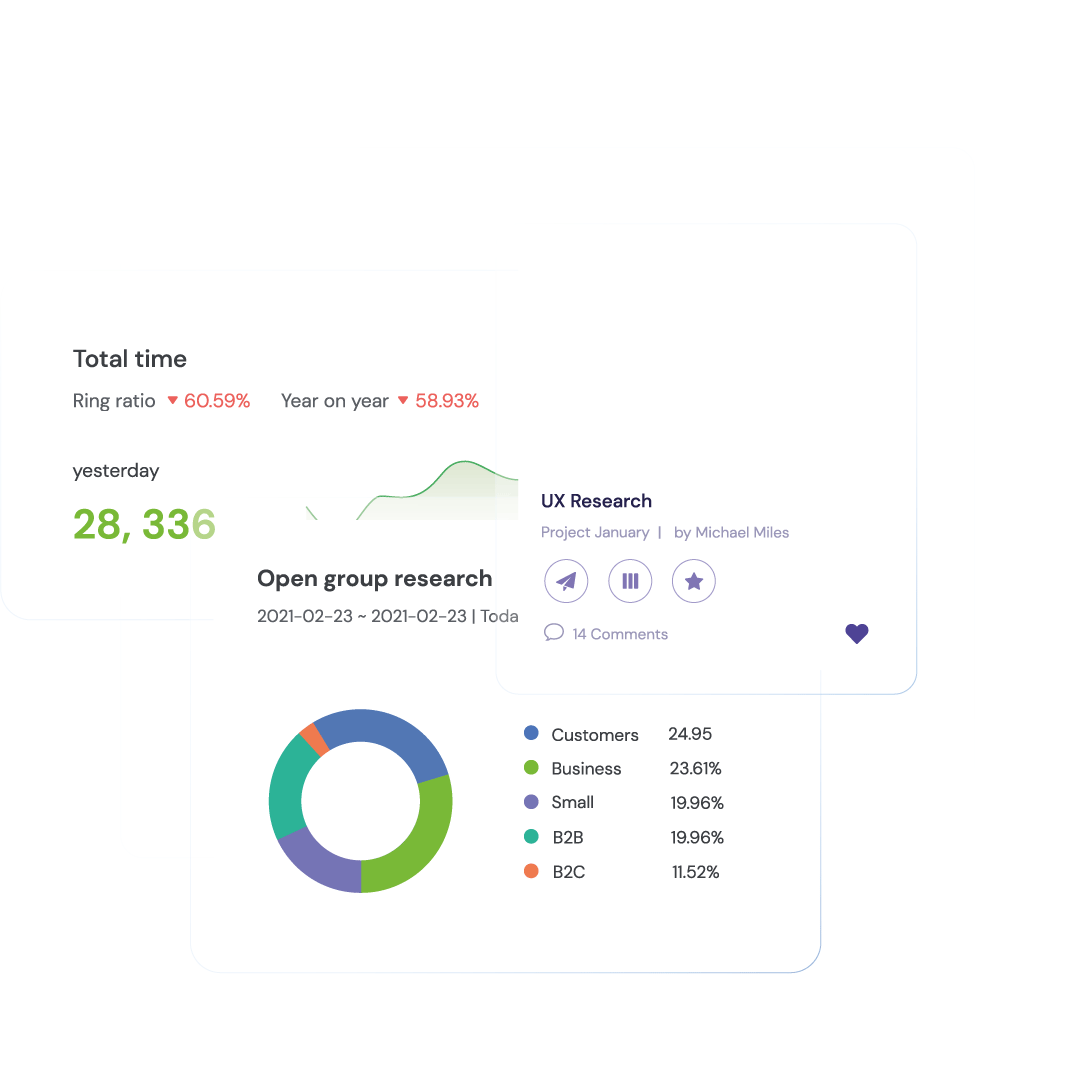 Total time
Ring ratio 60.59% Year on year 58.93%
yesterday
28, 336
UX Research
Project January | by Michael Miles
14 Comments
Open group research
2021-02-23 ~ 2021-02-23 | Toda
Customers 24.95
Business 23.61%
Small 19.96%
B2B 19.96%
B2C 11.52%